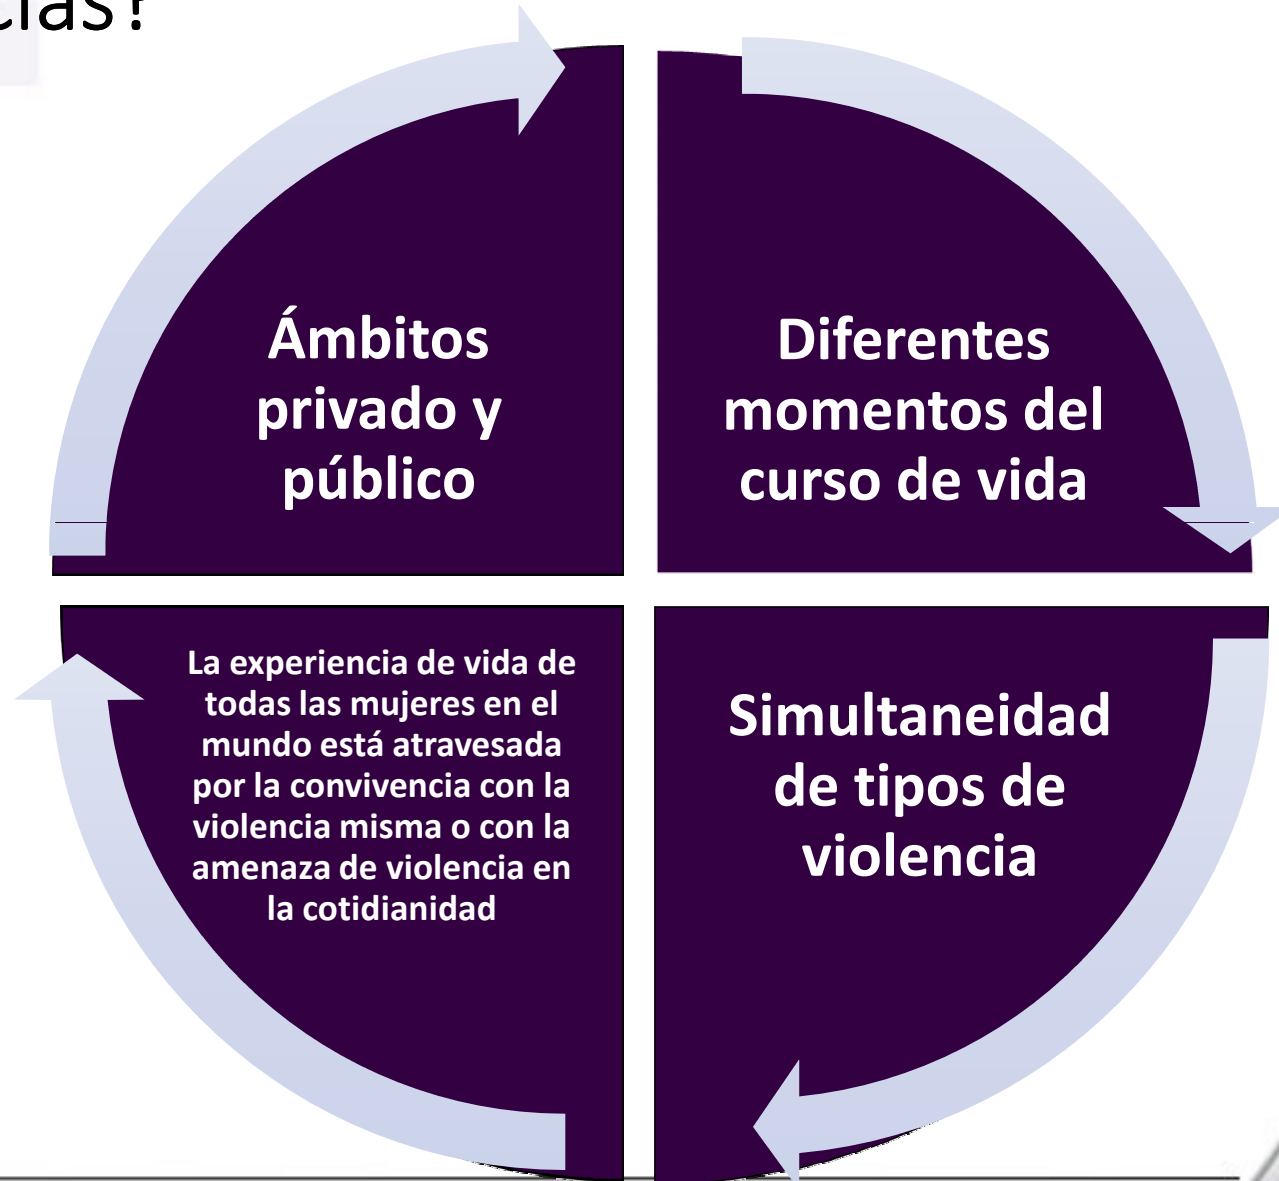 cias?
Ámbitos
privado y
público
Diferentes
momentos del
curso de vida
La experiencia de vida de
todas las mujeres en el
mundo está atravesada
por la convivencia con la
violencia misma o con la
amenaza de violencia en
la cotidianidad
Simultaneidad
de tipos de
violencia